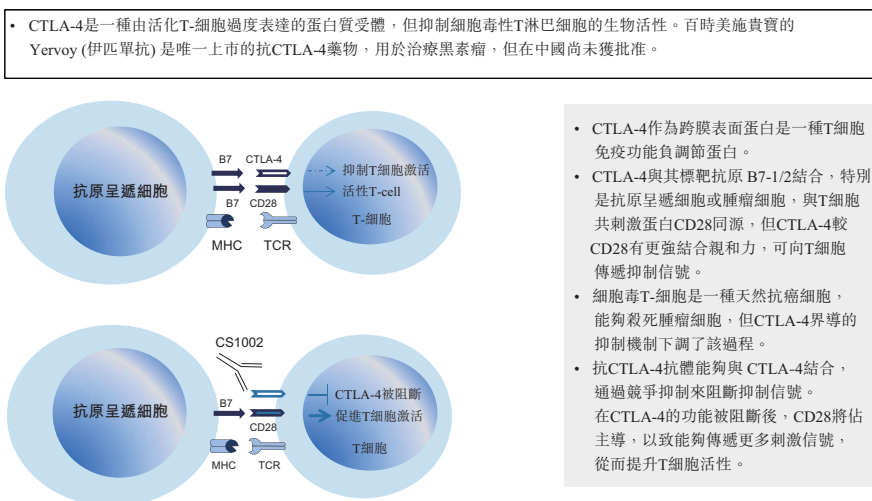 • CTLA-4是一種由活化T-細胞過度表達的蛋白質受體，但抑制細胞毒性T淋巴細胞的生物活性。百時美施貴寶的
Yervoy (伊匹單抗) 是唯一上市的抗CTLA-4藥物，用於治療黑素瘤，但在中國尚未獲批准。
抗原呈遞細胞
B7 CTLA-4
B7 CD28
MHC TCR
抑制T細胞激活
活性T-cell
T-細胞
CS1002
抗原呈遞細胞
B7
CD28
MHC TCR
CTLA-4被阻斷
促進T細胞激活
T細胞
• CTLA-4作為跨膜表面蛋白是一種T細胞
免疫功能負調節蛋白。
• CTLA-4與其標靶抗原 B7-1/2結合，特別
是抗原呈遞細胞或腫瘤細胞，與T細胞
共刺激蛋白CD28同源，但CTLA-4較
CD28有更強結合親和力，可向T細胞
傳遞抑制信號。
• 細胞毒T-細胞是一種天然抗癌細胞，
能夠殺死腫瘤細胞，但CTLA-4界導的
抑制機制下調了該過程。
• 抗CTLA-4抗體能夠與 CTLA-4結合，
通過競爭抑制來阻斷抑制信號。
在CTLA-4的功能被阻斷後，CD28將佔
主導，以致能夠傳遞更多刺激信號，
從而提升T細胞活性。